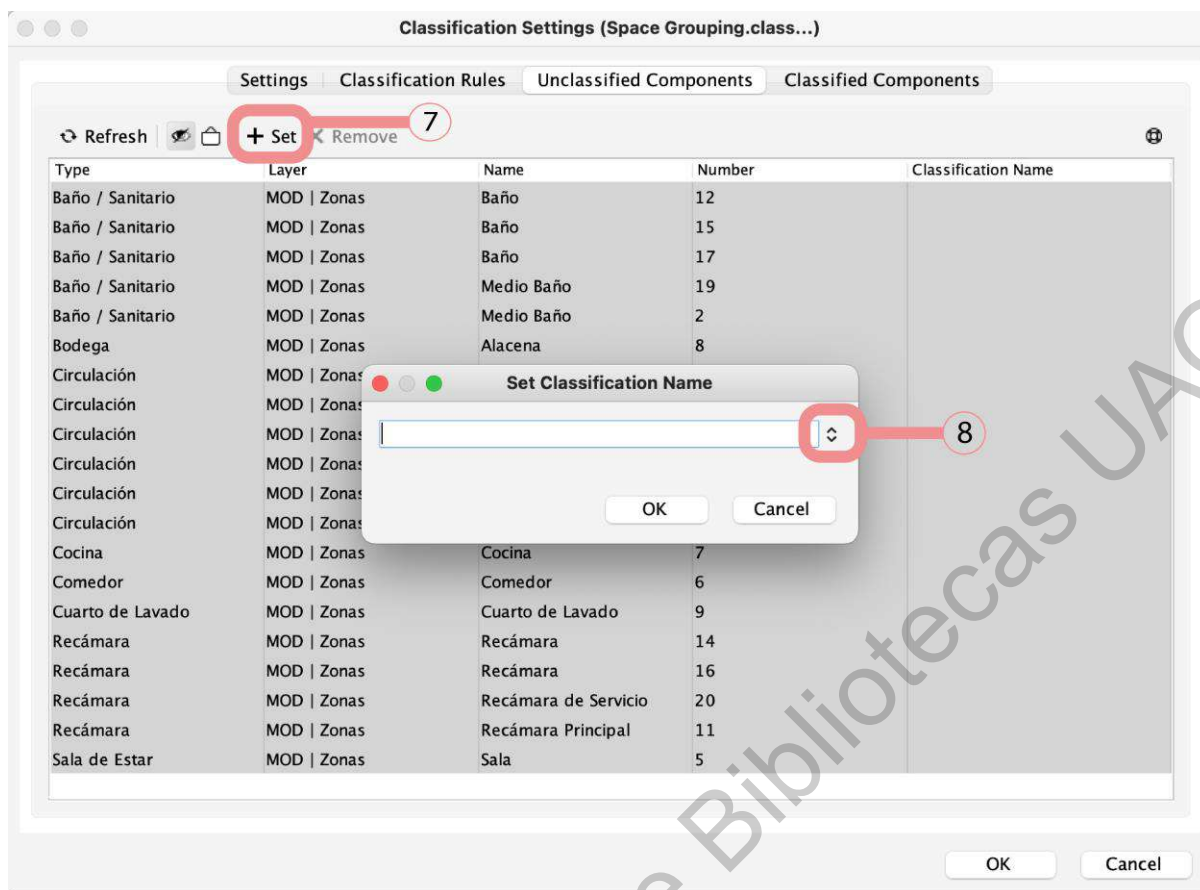 Classification Settings (Space Grouping.class...)
Settings Classification Rules Unclassified Components Classified Components
Refresh + Set Remove 7
Type Layer Name Number Classification Name
Baño / Sanitario MOD | Zonas Baño 12
Baño / Sanitario MOD | Zonas Baño 15
Baño / Sanitario MOD | Zonas Baño 17
Baño / Sanitario MOD | Zonas Medio Baño 19
Baño / Sanitario MOD | Zonas Medio Baño 2
Bodega MOD | Zonas Alacena 8
Circulación MOD | Zonas
Set Classification Name
Circulación MOD | Zonas
Circulación MOD | Zonas
8
Circulación MOD | Zonas
Circulación MOD | Zonas
OK Cancel
Circulación MOD | Zonas
Cocina MOD | Zonas Cocina 7
Comedor MOD | Zonas Comedor 6
Cuarto de Lavado MOD | Zonas Cuarto de Lavado 9
Recámara MOD | Zonas Recámara 14
Recámara MOD | Zonas Recámara 16
Recámara MOD | Zonas Recámara de Servicio 20
Recámara MOD | Zonas Recámara Principal 11
Sala de Estar MOD | Zonas Sala 5
OK Cancel
e Bibliotecas UAQ